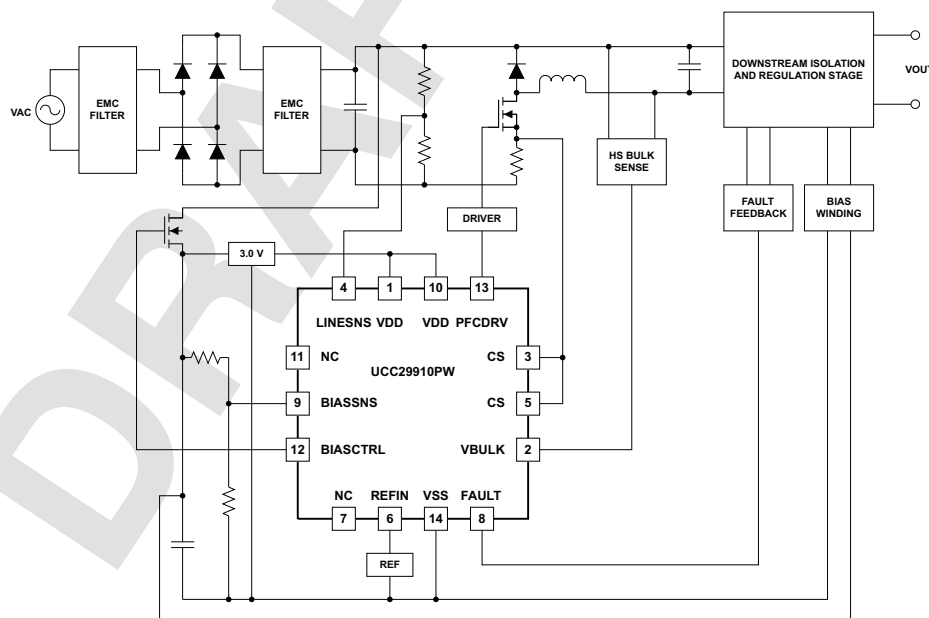 DRAFT
VAC
EMC
FILTER
EMC
FILTER
DOWNSTREAM ISOLATION
AND REGULATION STAGE
HS BULK
SENSE
FAULT
FEEDBACK
BIAS
WINDING
DRIVER
3.0 V
4
1
10
13
LINESNS VDD VDD PFCDRV
11 NC
UCC29910PW
CS 3
9 BIASSNS
CS 5
12 BIASCTRL
VBULK 2
NC REFIN VSS FAULT
7
6
14
8
REF